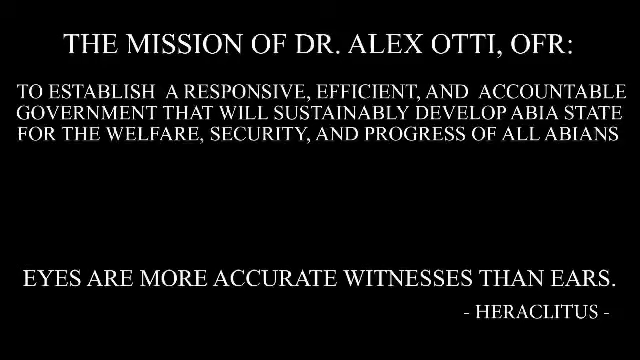 THE MISSION OF DR. ALEX OTTI, OFR:
TO ESTABLISH A RESPONSIVE, EFFICIENT, AND ACCOUNTABLE
GOVERNMENT THAT WILL SUSTAINABLY DEVELOP ABIA STATE
FOR THE WELFARE, SECURITY, AND PROGRESS OF ALL ABIANS
EYES ARE MORE ACCURATE WITNESSES THAN EARS.
- HERACLITUS -